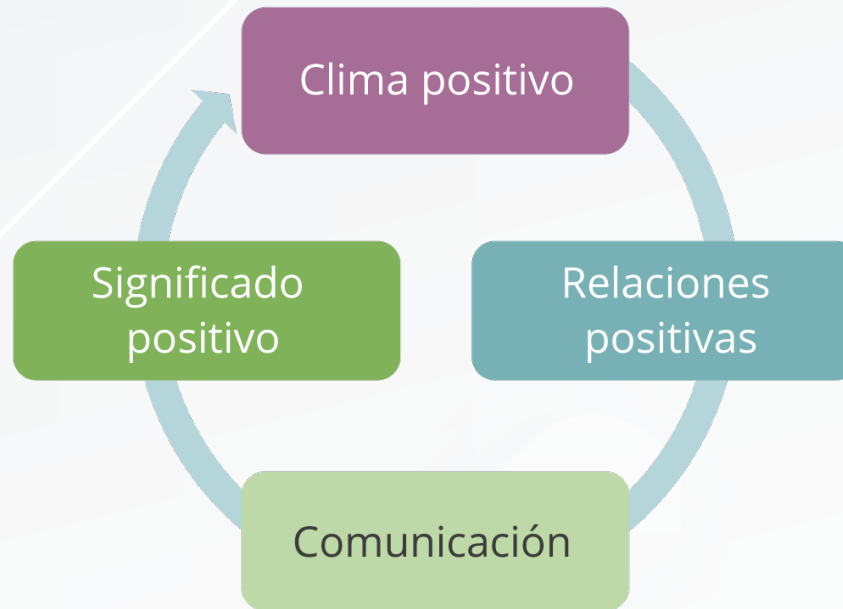 Clima positivo
Significado
positivo
Relaciones
positivas
Comunicación